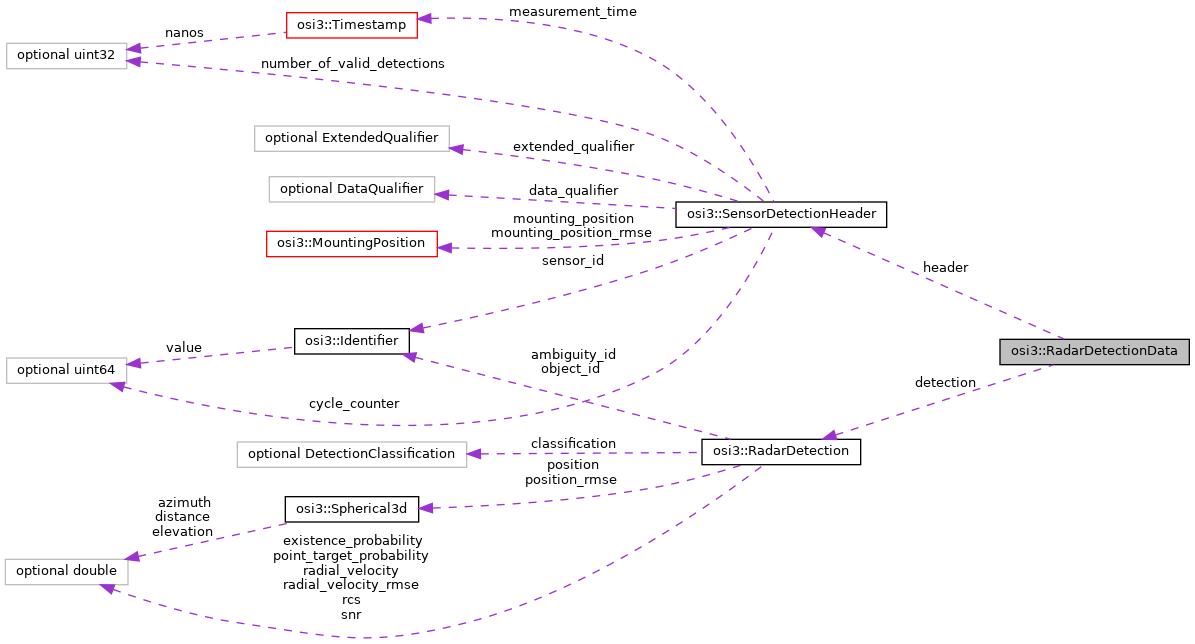 measurement_time
osi3::Timestamp
nanos
optional uint32
number_of_valid_detections
optional ExtendedQualifier
extended_qualifier
optional DataQualifier
data_qualifier
osi3::SensorDetectionHeader
mounting_position
mounting_position_rmse
osi3::MountingPosition
sensor_id
header
osi3::Identifier
value
optional uint64
ambiguity_id
object_id
osi3::RadarDetectionData
detection
cycle_counter
classification
optional DetectionClassification
osi3::RadarDetection
position
position_rmse
osi3::Spherical3d
azimuth
distance
elevation
existence_probability
point_target_probability
radial_velocity
radial_velocity_rmse
rcs
snr
optional double